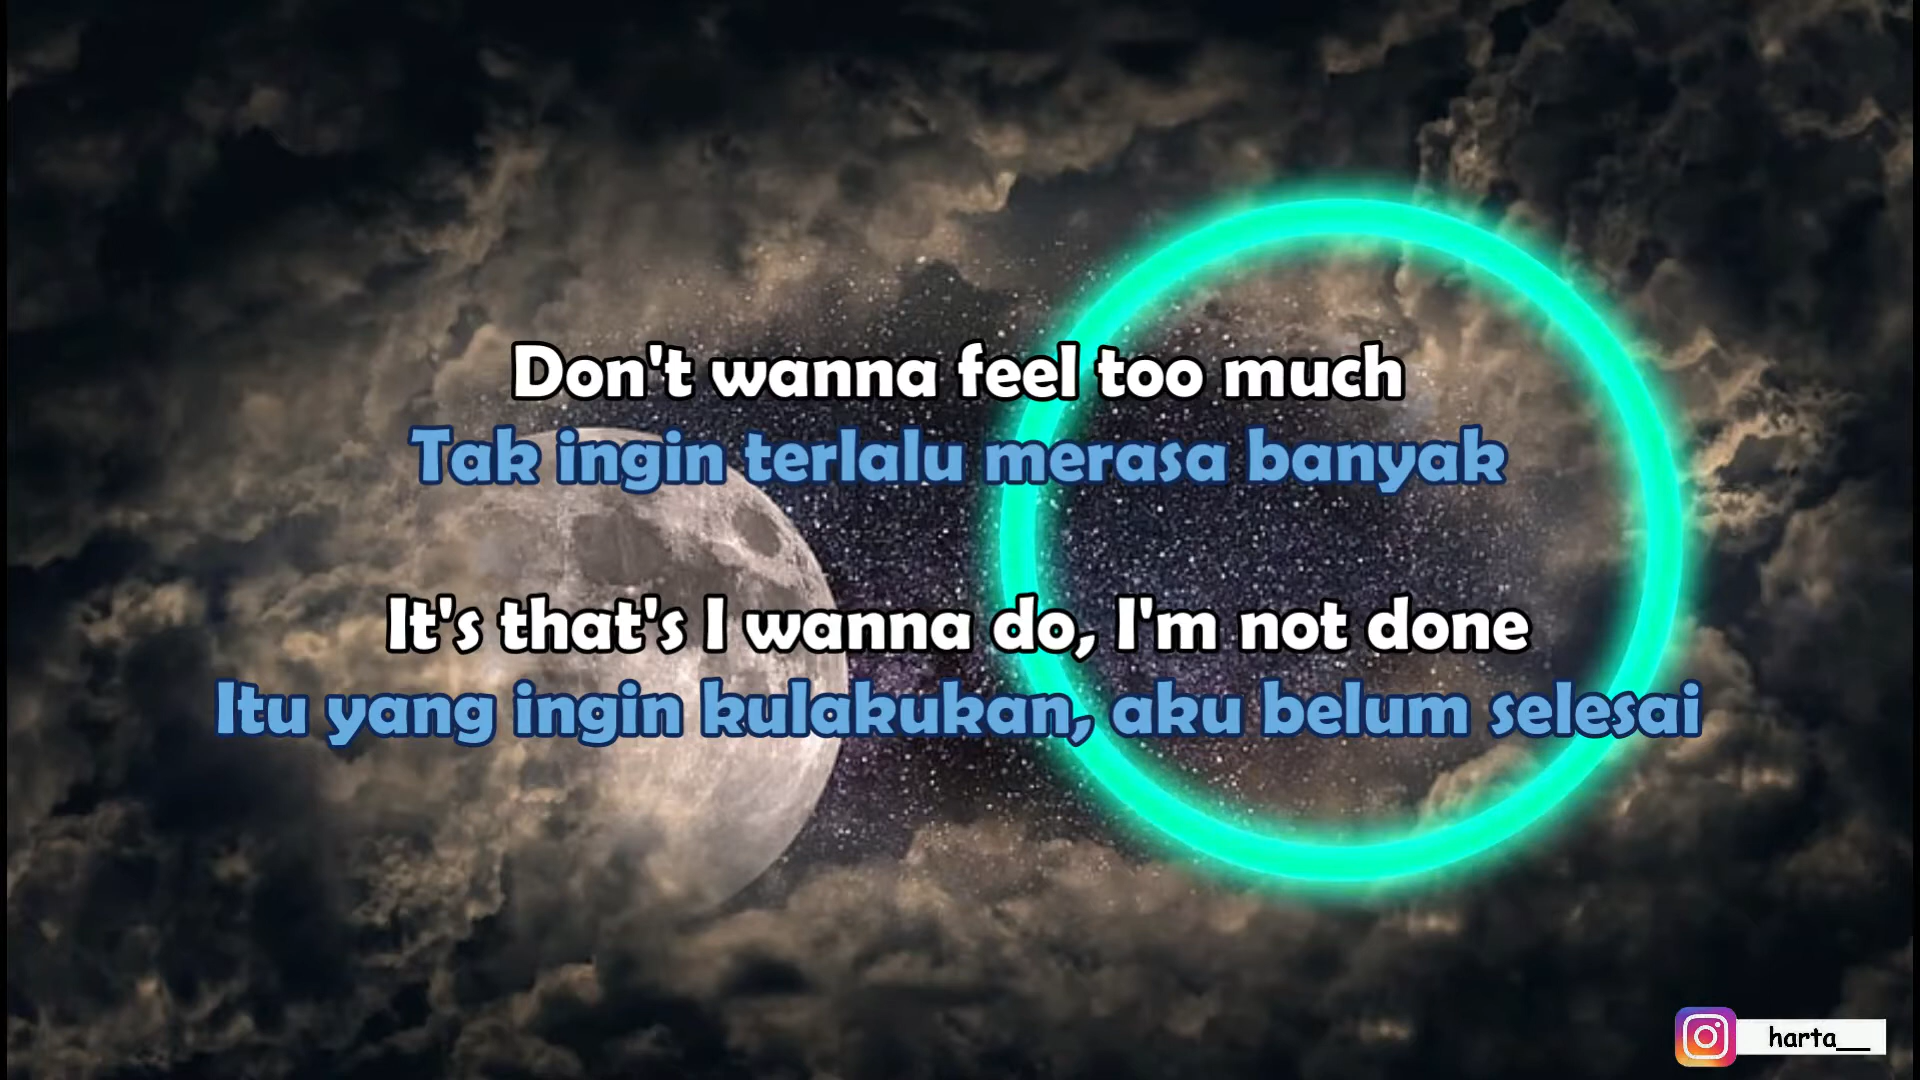 Don't wanna feel too much
Tak ingin terlalu merasa banyak
It's that's I wanna do, I'm not done
Itu yang ingin kulakukan, aku belum selesai
harta__